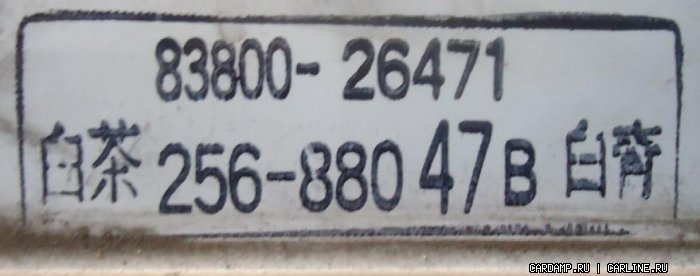 83800-26471
白茶 256-880 47B 白青
CARDAMP.RU | CARLINE.RU